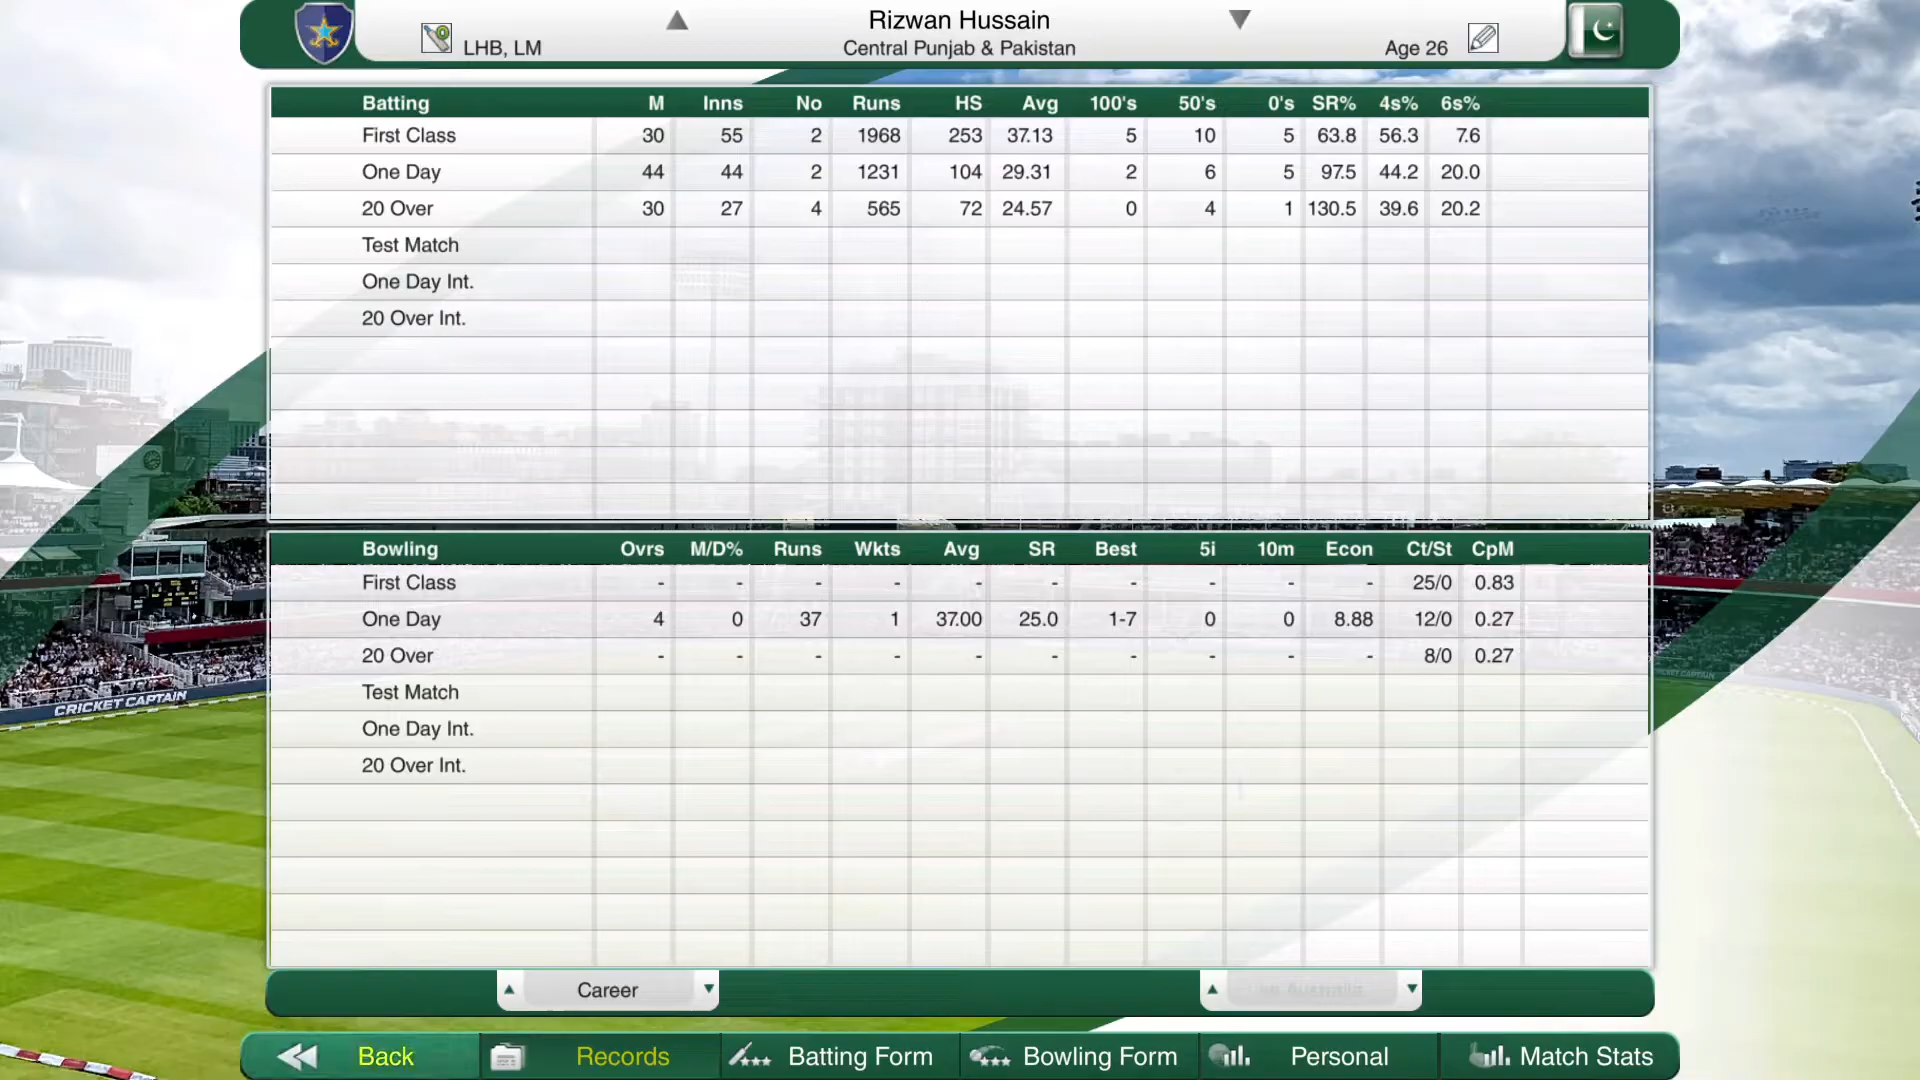 Rizwan Hussain
LHB, LM
Central Punjab & Pakistan
Age 26
Batting M Inns No Runs HS Avg 100's 50's 0's SR% 4s% 6s%
First Class 30 55 2 1968 253 37.13 5 10 5 63.8 56.3 7.6
One Day 44 44 2 1231 104 29.31 2 6 5 97.5 44.2 20.0
20 Over 30 27 4 565 72 24.57 0 4 1 130.5 39.6 20.2
Test Match
One Day Int.
20 Over Int.
Bowling Ovrs M/D% Runs Wkts Avg SR Best 5i 10m Econ Ct/St CpM
First Class - - - - - - - - - - 25/0 0.83
One Day 4 0 37 1 37.00 25.0 1-7 0 0 8.88 12/0 0.27
20 Over - - - - - - - - - - 8/0 0.27
Test Match
One Day Int.
20 Over Int.
CRICKET CAPTAIN
Career
Back Records Batting Form Bowling Form Personal Match Stats